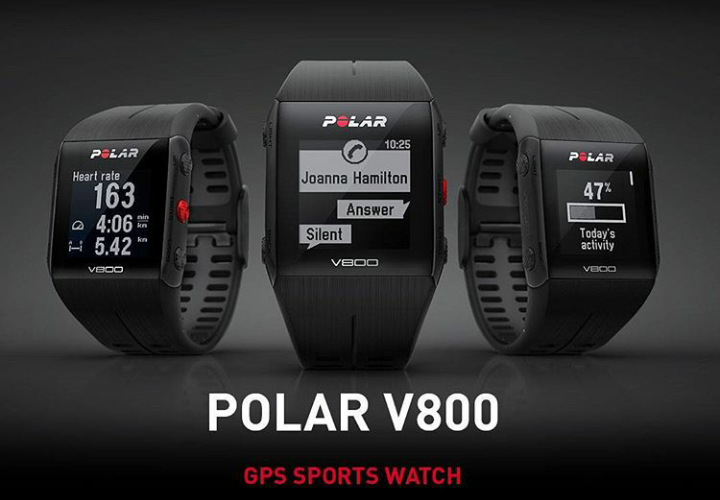 POLAR
Heart rate
163
4:06 min/km
5.42 km
V800
POLAR
10:25
Joanna Hamilton
Answer
Silent
V800
POLAR
47%
Today's
activity
V800
POLAR V800
GPS SPORTS WATCH